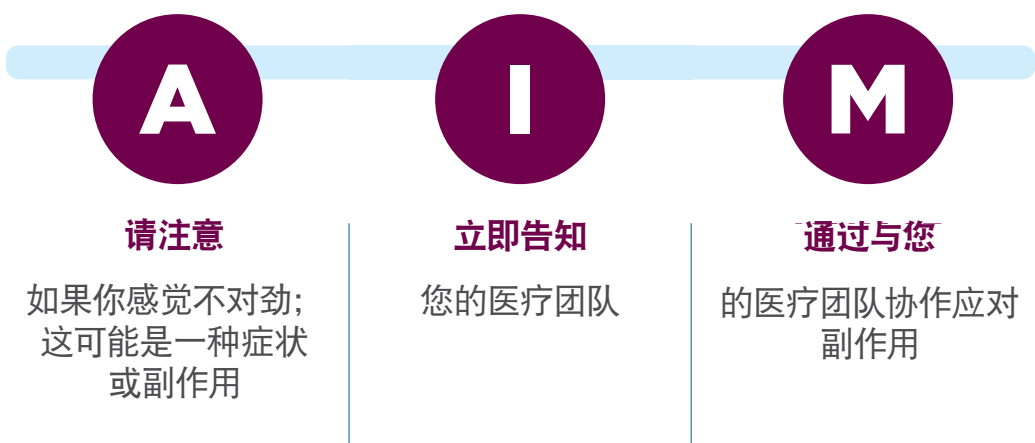 A
请注意
如果你感觉不对劲;
这可能是一种症状
或副作用
I
立即告知
您的医疗团队
M
通过与您
的医疗团队协作应对
副作用